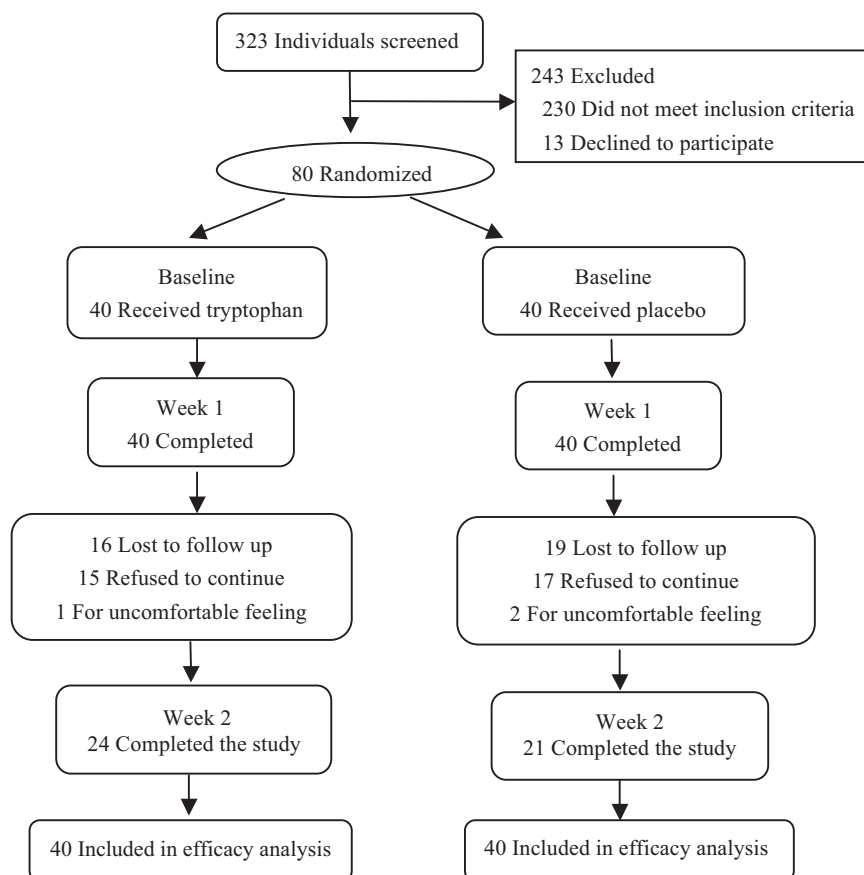 323 Individuals screened
243 Excluded
230 Did not meet inclusion criteria
13 Declined to participate
80 Randomized
Baseline
40 Received tryptophan
Baseline
40 Received placebo
Week 1
40 Completed
Week 1
40 Completed
16 Lost to follow up
15 Refused to continue
1 For uncomfortable feeling
19 Lost to follow up
17 Refused to continue
2 For uncomfortable feeling
Week 2
24 Completed the study
Week 2
21 Completed the study
40 Included in efficacy analysis
40 Included in efficacy analysis